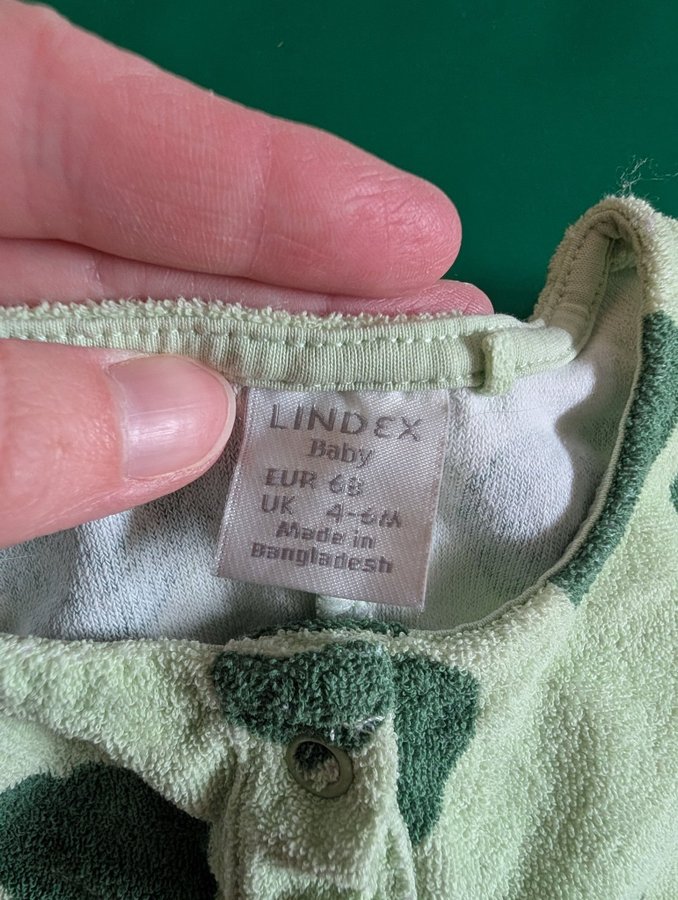 LINDEX
Baby
EUR 68
UK 4-6M
Made in
Bangladesh